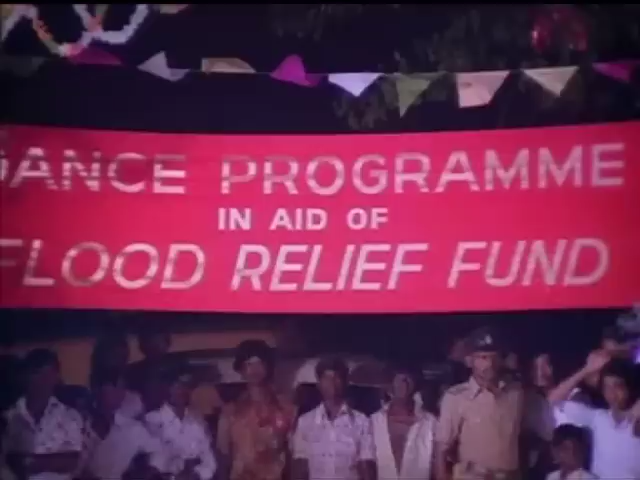 DANCE PROGRAMME
IN AID OF
FLOOD RELIEF FUND